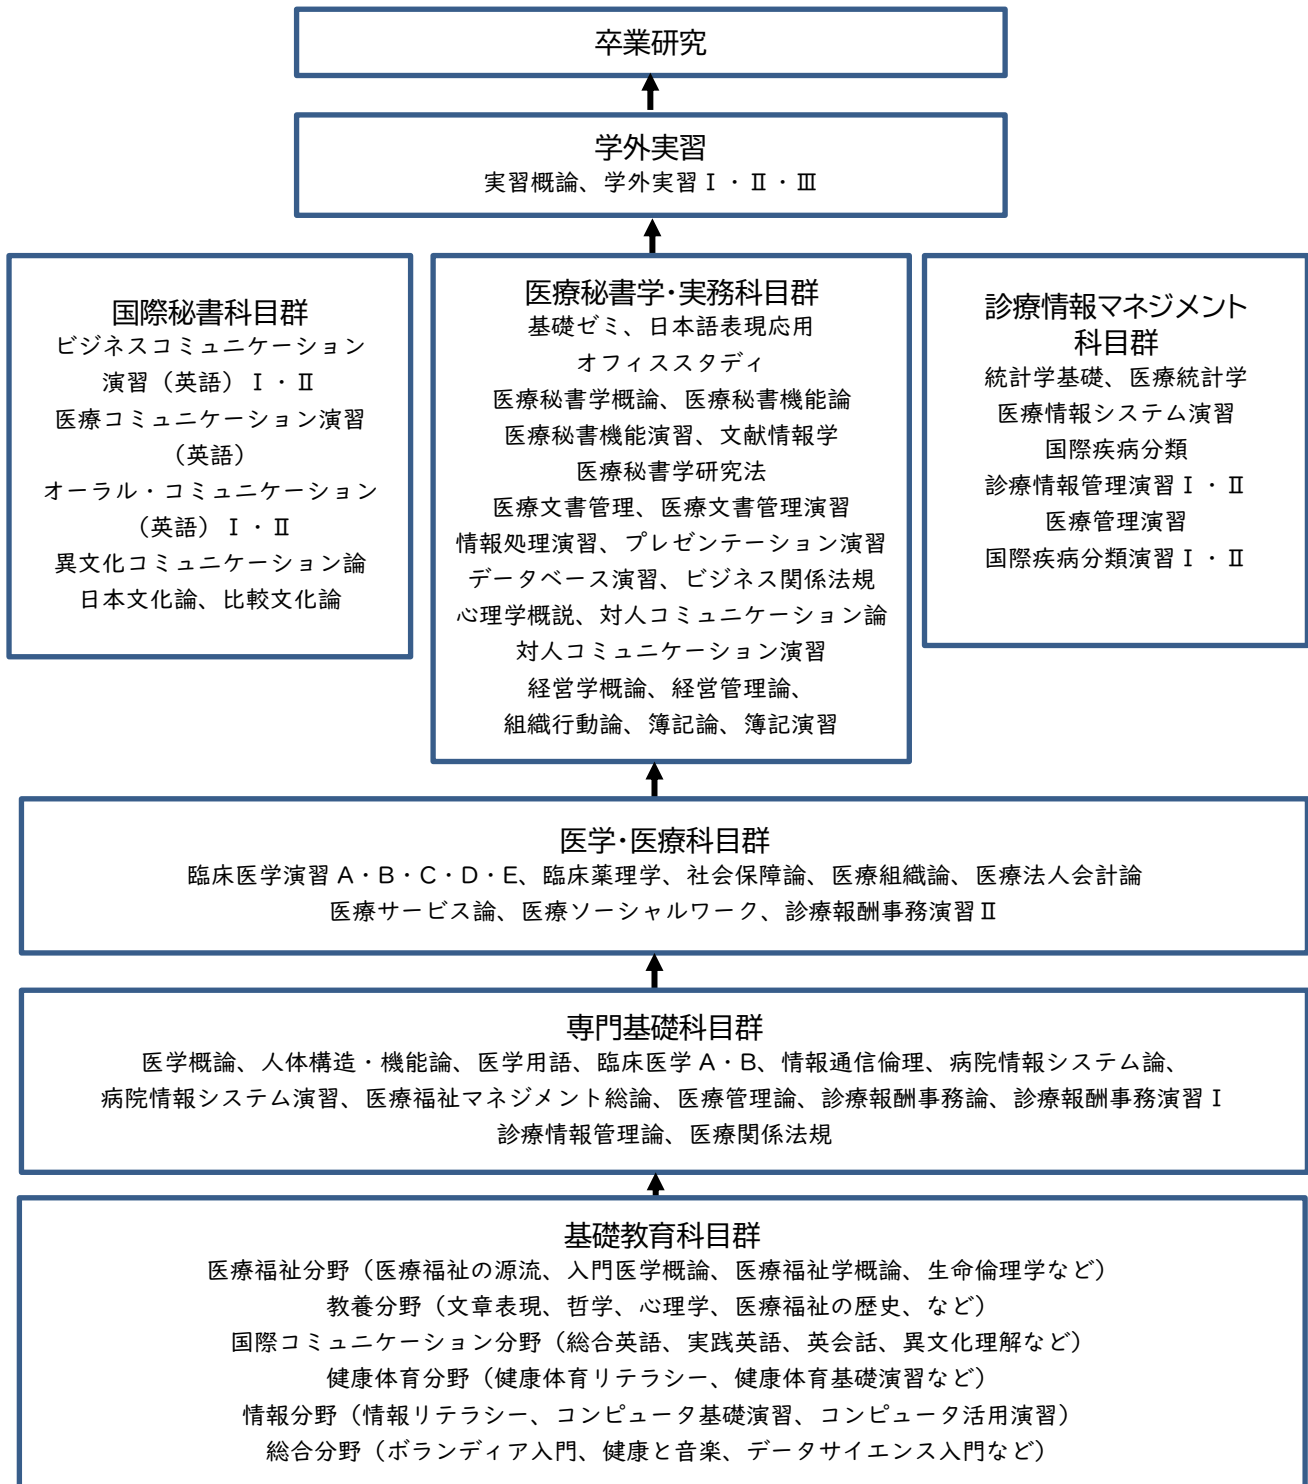 卒業研究
学外実習
実習概論、学外実習Ⅰ・Ⅱ・Ⅲ
国際秘書科目群
ビジネスコミュニケーション
演習（英語）Ⅰ・Ⅱ
医療コミュニケーション演習
（英語）
オーラル・コミュニケーション
（英語）Ⅰ・Ⅱ
異文化コミュニケーション論
日本文化論、比較文化論
医療秘書学・実務科目群
基礎ゼミ、日本語表現応用
オフィススタディ
医療秘書学概論、医療秘書機能論
医療秘書機能演習、文献情報学
医療秘書学研究法
医療文書管理、医療文書管理演習
情報処理演習、プレゼンテーション演習
データベース演習、ビジネス関係法規
心理学概説、対人コミュニケーション論
対人コミュニケーション演習
経営学概論、経営管理論、
組織行動論、簿記論、簿記演習
診療情報マネジメント
科目群
統計学基礎、医療統計学
医療情報システム演習
国際疾病分類
診療情報管理演習Ⅰ・Ⅱ
医療管理演習
国際疾病分類演習Ⅰ・Ⅱ
医学・医療科目群
臨床医学演習 A・B・C・D・E、臨床薬理学、社会保障論、医療組織論、医療法人会計論
医療サービス論、医療ソーシャルワーク、診療報酬事務演習Ⅱ
専門基礎科目群
医学概論、人体構造・機能論、医学用語、臨床医学 A・B、情報通信倫理、病院情報システム論、
病院情報システム演習、医療福祉マネジメント総論、医療管理論、診療報酬事務論、診療報酬事務演習Ⅰ
診療情報管理論、医療関係法規
基礎教育科目群
医療福祉分野（医療福祉の源流、入門医学概論、医療福祉学概論、生命倫理学など）
教養分野（文章表現、哲学、心理学、医療福祉の歴史、など）
国際コミュニケーション分野（総合英語、実践英語、英会話、異文化理解など）
健康体育分野（健康体育リテラシー、健康体育基礎演習など）
情報分野（情報リテラシー、コンピュータ基礎演習、コンピュータ活用演習）
総合分野（ボランディア入門、健康と音楽、データサイエンス入門など）